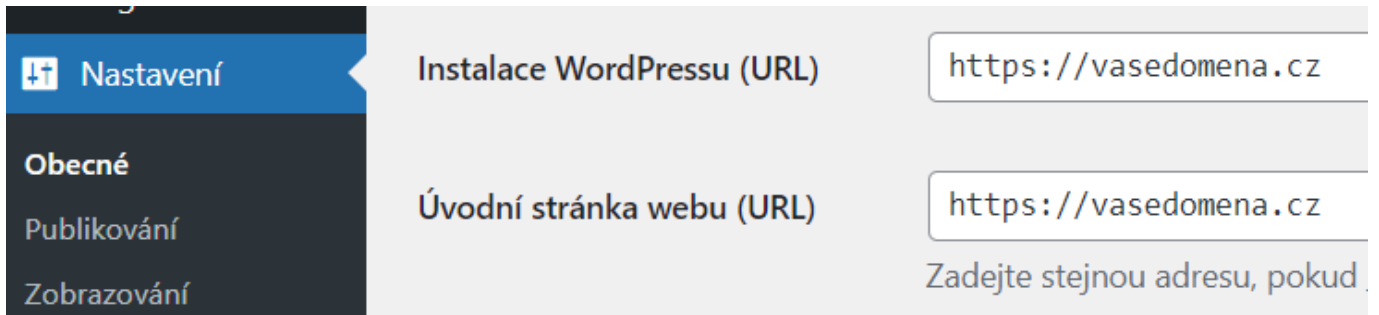 Nastavení
Obecné
Publikování
Zobrazování
Instalace WordPressu (URL) https://vasedomena.cz
Úvodní stránka webu (URL) https://vasedomena.cz
Zadejte stejnou adresu, pokud